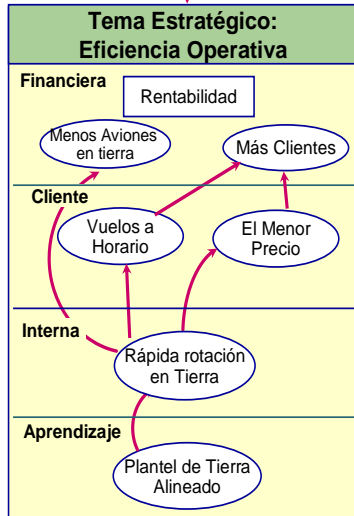 Tema Estratégico:
Eficiencia Operativa
Financiera
Rentabilidad
Menos Aviones
en tierra
Más Clientes
Cliente
Vuelos a
Horario
El Menor
Precio
Interna
Rápida rotación
en Tierra
Aprendizaje
Plantel de Tierra
Alineado